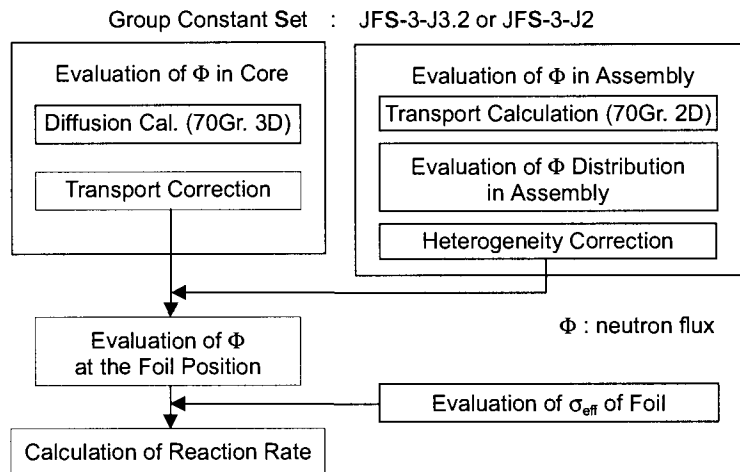 Group Constant Set : JFS-3-J3.2 or JFS-3-J2
Evaluation of Φ in Core
Diffusion Cal. (70Gr. 3D)
Transport Correction
Evaluation of Φ in Assembly
Transport Calculation (70Gr. 2D)
Evaluation of Φ Distribution
in Assembly
Heterogeneity Correction
Evaluation of Φ
at the Foil Position
Φ : neutron flux
Evaluation of σeff of Foil
Calculation of Reaction Rate